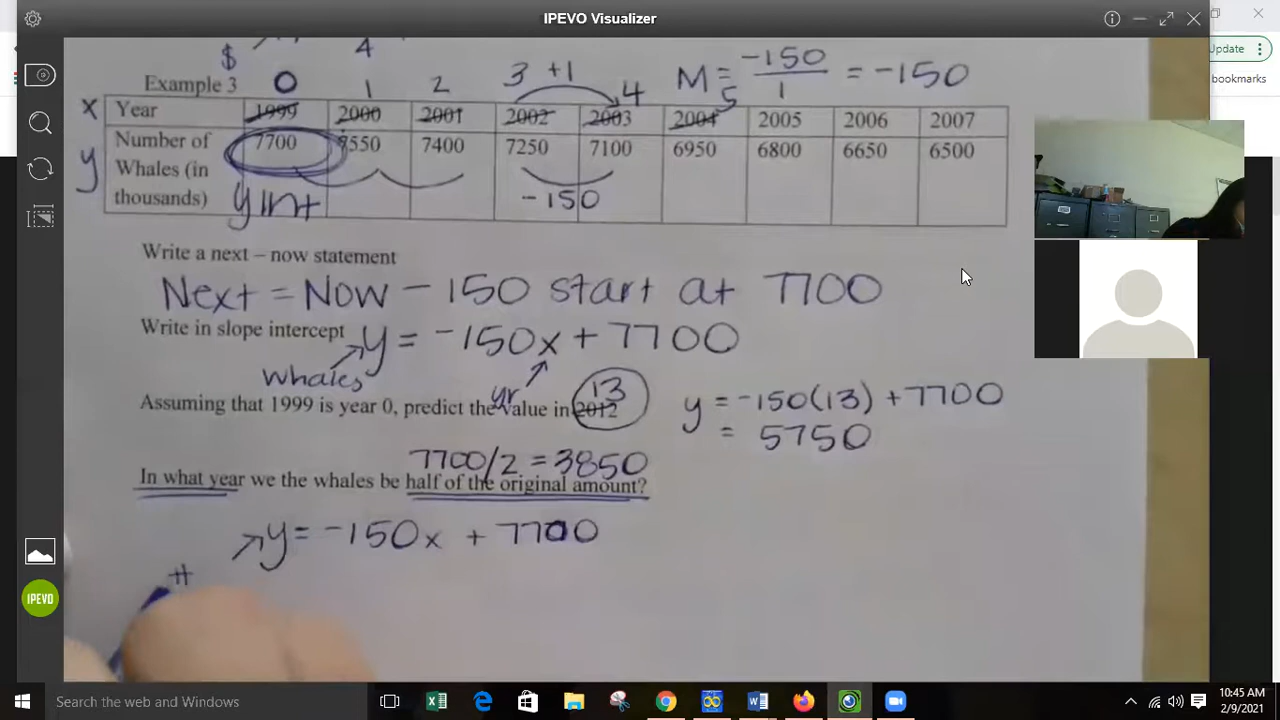 IPEVO Visualizer
Update
bookmarks
$ 4
Example 3 0 1 2 3 +1 4 5 M = -150/1 = -150
x Year 1999 2000 2001 2002 2003 2004 2005 2006 2007
y Number of Whales (in thousands) 7700 7550 7400 7250 7100 6950 6800 6650 6500
y int -150
Write a next – now statement
Next = Now - 150 start at 7700
Write in slope intercept y = -150x + 7700
whales yr 13
Assuming that 1999 is year 0, predict the value in 2012 y = -150(13) + 7700
= 5750
7700/2 = 3850
In what year we the whales be half of the original amount?
y = -150x + 7700
#
IPEVO
Search the web and Windows
10:45 AM
2/9/2021